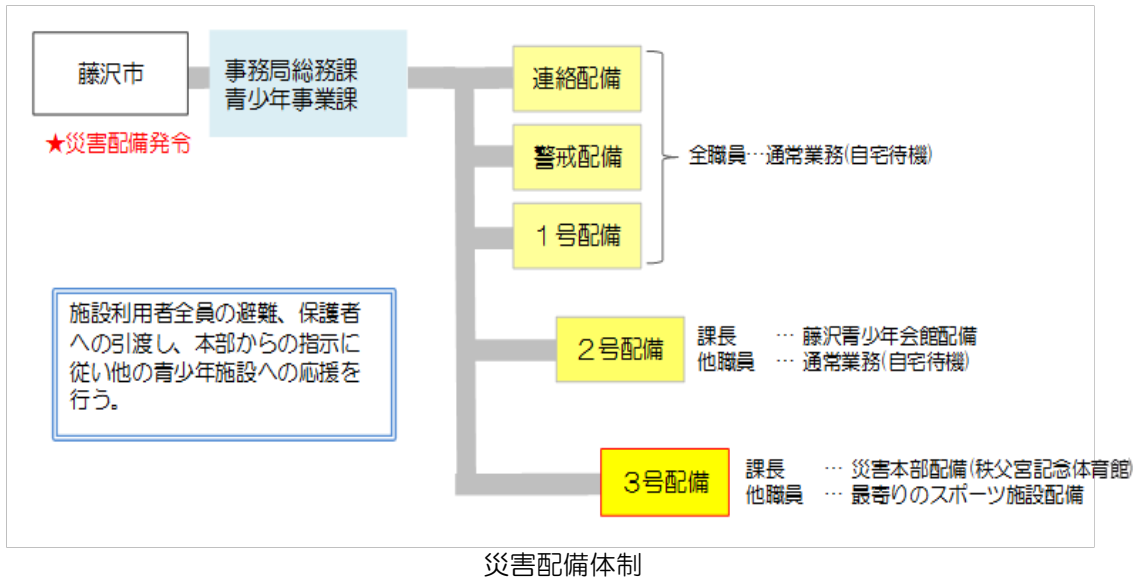 藤沢市
★災害配備発令
事務局総務課
青少年事業課
連絡配備
警戒配備
１号配備
全職員…通常業務(自宅待機)
施設利用者全員の避難、保護者
への引渡し、本部からの指示に
従い他の青少年施設への応援を
行う。
２号配備
課長 … 藤沢青少年会館配備
他職員 … 通常業務(自宅待機)
３号配備
課長 … 災害本部配備(秩父宮記念体育館)
他職員 … 最寄りのスポーツ施設配備
災害配備体制